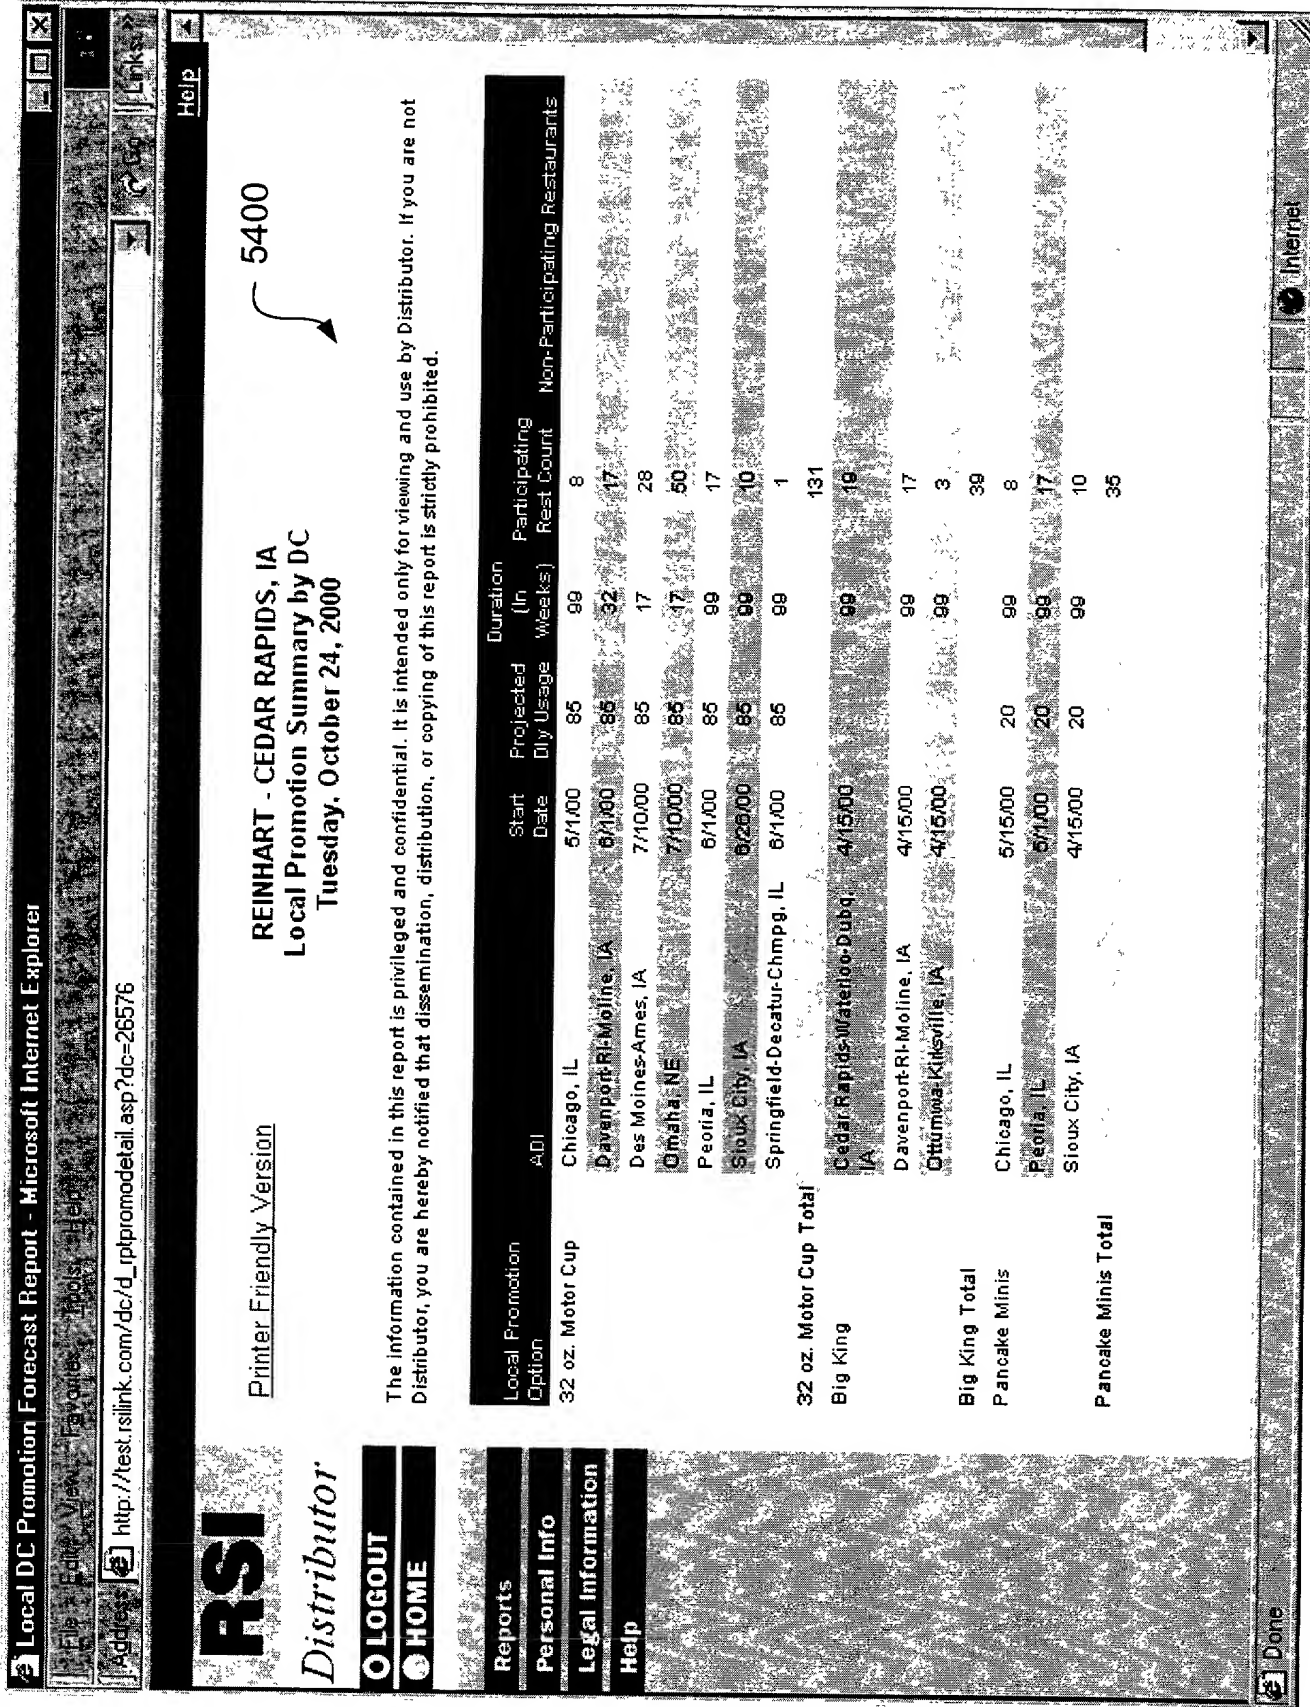 Local DC Promotion Forecast Report - Microsoft Internet Explorer
File Edit View Favorites Tools Help
Address http://test.rsilink.com/dc/d_rptpromodetail.asp?dc=26576 Go Links »
Help
RSI
Distributor
LOGOUT
HOME
Reports
Personal Info
Legal Information
Help
Printer Friendly Version
REINHART - CEDAR RAPIDS, IA
Local Promotion Summary by DC
Tuesday, October 24, 2000
5400
The information contained in this report is privileged and confidential. It is intended only for viewing and use by Distributor. If you are not
Distributor, you are hereby notified that dissemination, distribution, or copying of this report is strictly prohibited.
Local Promotion Option ADI Start Date Projected Dly Usage Duration (In Weeks) Participating Rest Count Non-Participating Restaurants
32 oz. Motor Cup Chicago, IL 5/1/00 85 99 8
Davenport-RI-Moline, IA 6/1/00 85 32 17
Des Moines-Ames, IA 7/10/00 85 17 28
Omaha, NE 7/10/00 85 17 50
Peoria, IL 6/1/00 85 99 17
Sioux City, IA 6/26/00 85 99 10
Springfield-Decatur-Chmpg, IL 6/1/00 85 99 1
32 oz. Motor Cup Total 131
Big King Cedar Rapids-Waterloo-Dubq, IA 4/15/00 99 19
Davenport-RI-Moline, IA 4/15/00 99 17
Ottumwa-Kirksville, IA 4/15/00 99 3
Big King Total 39
Pancake Minis Chicago, IL 5/15/00 20 99 8
Peoria, IL 5/1/00 20 99 17
Sioux City, IA 4/15/00 20 99 10
Pancake Minis Total 35
Done Internet